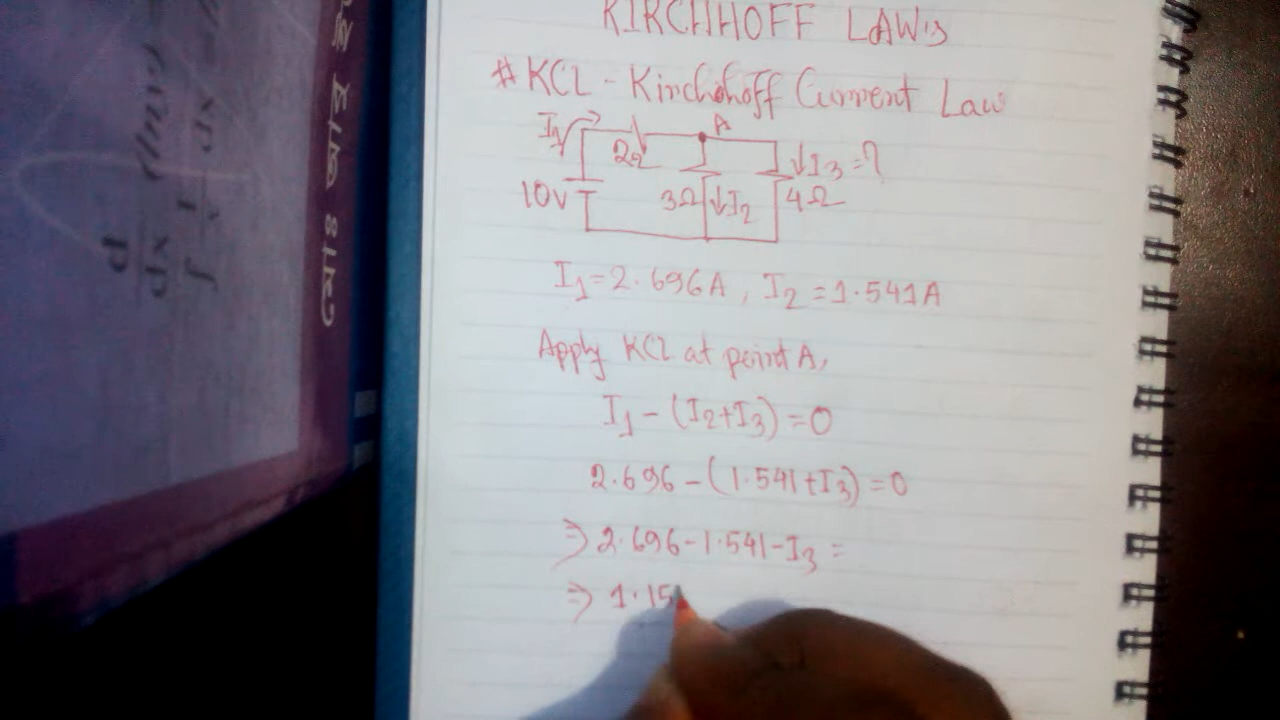 KIRCHHOFF LAWS
# KCL - Kirchohoff Current Law
I1 2Ω A ↓I3=?
10V 3Ω ↓I2 4Ω
I1=2.696A, I2=1.541A
Apply KCL at point A,
I1-(I2+I3)=0
2.696-(1.541+I3)=0
⇒ 2.696-1.541-I3=
⇒ 1.15